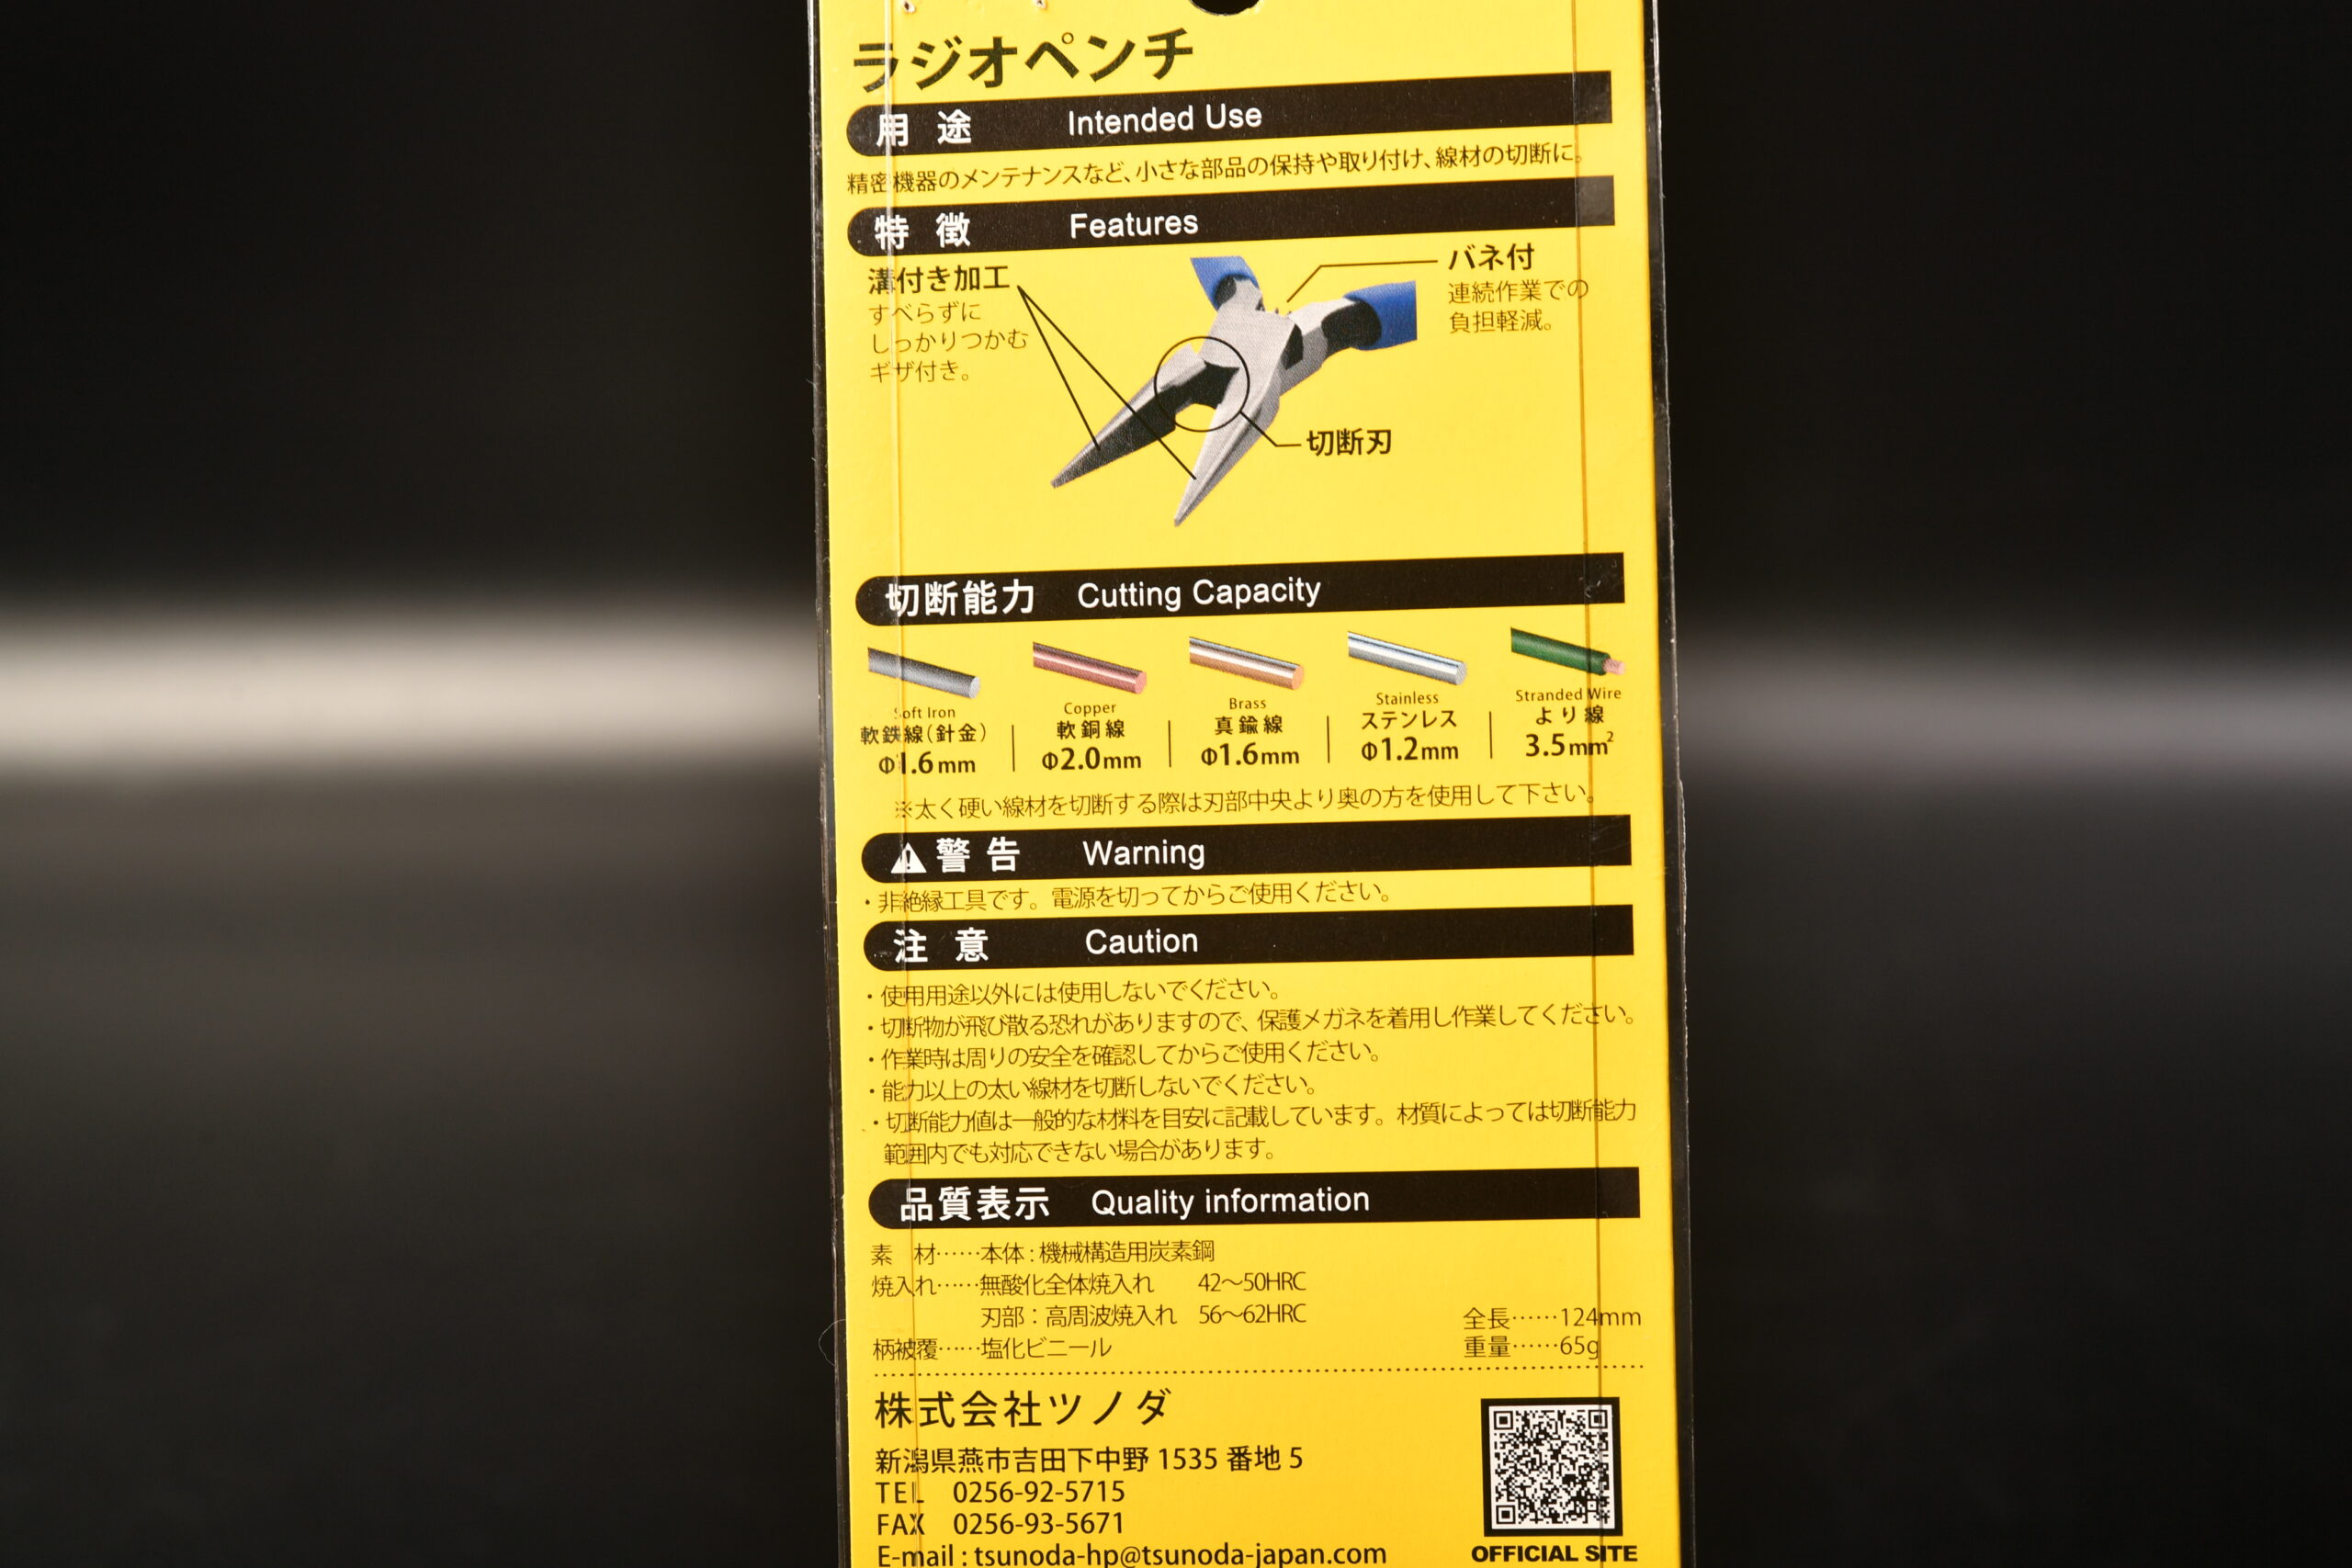 ラジオペンチ
用途 Intended Use
精密機器のメンテナンスなど、小さな部品の保持や取り付け、線材の切断に。
特徴 Features
溝付き加工
すべらずに
しっかりつかむ
ギザ付き。
バネ付
連続作業での
負担軽減。
切断刃
切断能力 Cutting Capacity
Soft Iron
軟鉄線(針金)
Φ1.6mm
Copper
軟銅線
Φ2.0mm
Brass
真鍮線
Φ1.6mm
Stainless
ステンレス
Φ1.2mm
Stranded Wire
より線
3.5mm²
※太く硬い線材を切断する際は刃部中央より奥の方を使用して下さい。
⚠警告 Warning
・非絶縁工具です。電源を切ってからご使用ください。
注意 Caution
・使用用途以外には使用しないでください。
・切断物が飛び散る恐れがありますので、保護メガネを着用し作業してください。
・作業時は周りの安全を確認してからご使用ください。
・能力以上の太い線材を切断しないでください。
・切断能力値は一般的な材料を目安に記載しています。材質によっては切断能力
範囲内でも対応できない場合があります。
品質表示 Quality information
素 材……本体:機械構造用炭素鋼
焼入れ……無酸化全体焼入れ 42〜50HRC
刃部:高周波焼入れ 56〜62HRC
柄被覆……塩化ビニール
全長……124mm
重量……65g
株式会社ツノダ
新潟県燕市吉田下中野 1535 番地 5
TEL 0256-92-5715
FAX 0256-93-5671
E-mail : tsunoda-hp@tsunoda-japan.com
OFFICIAL SITE